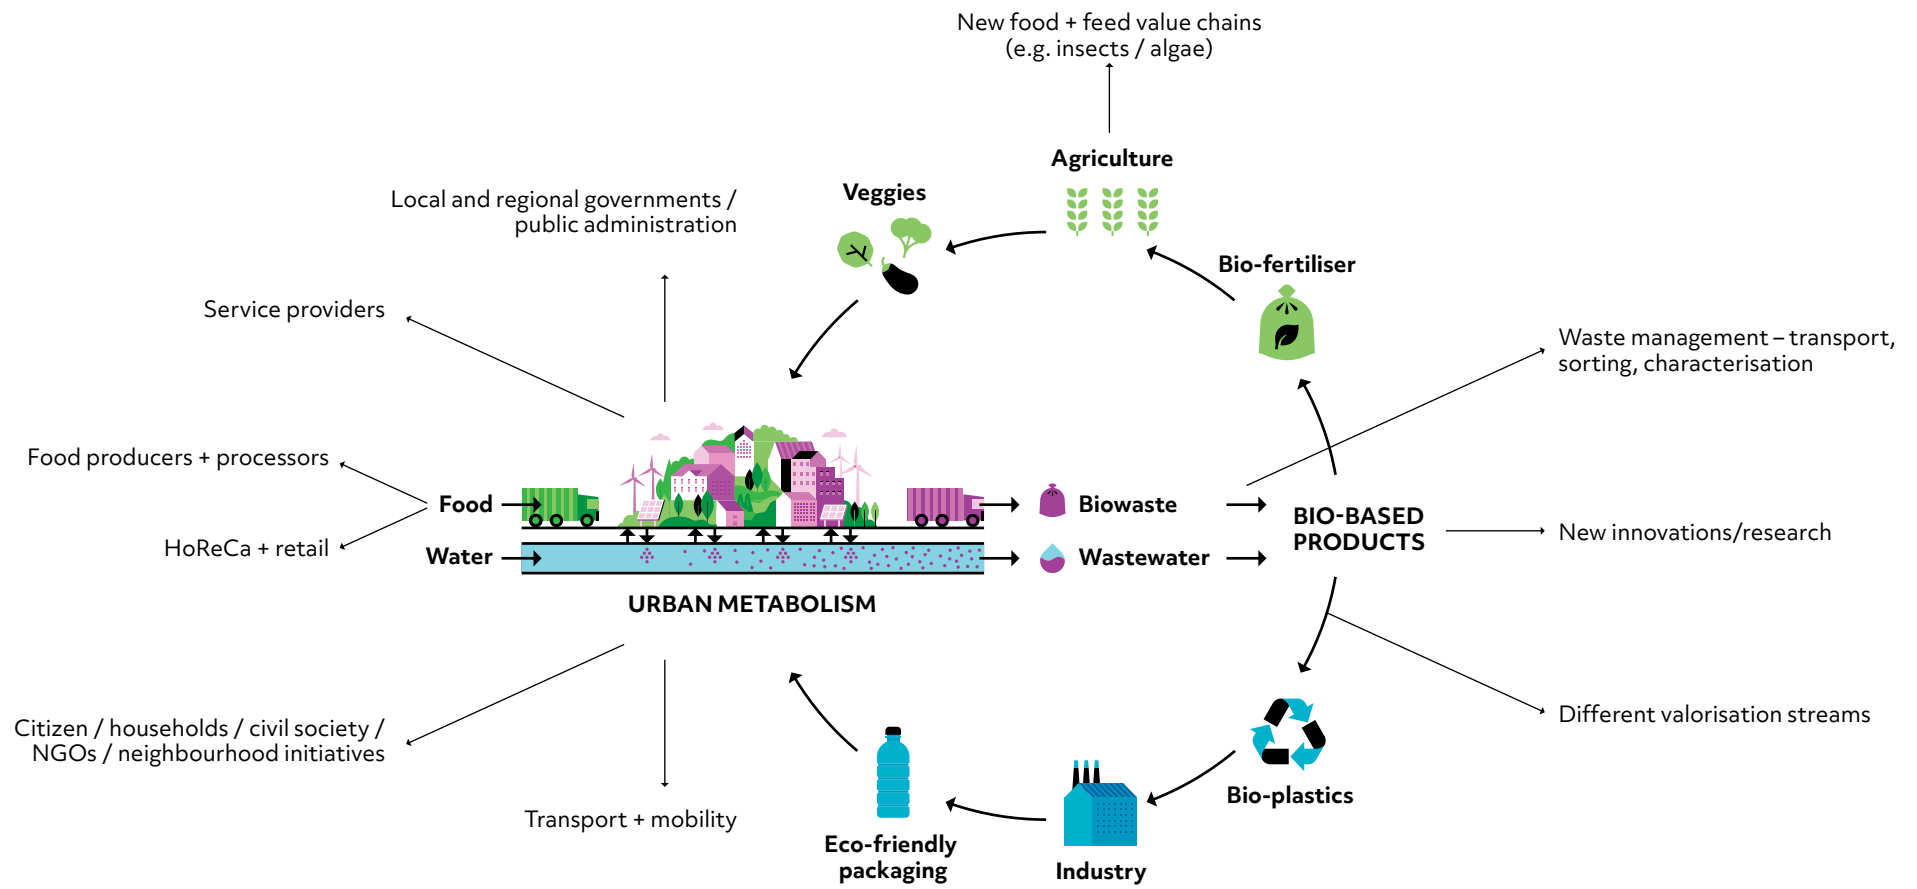 New food + feed value chains
(e.g. insects / algae)
Agriculture
Veggies
Local and regional governments /
public administration
Bio-fertiliser
Service providers
Waste management – transport,
sorting, characterisation
Food producers + processors
Food
Biowaste
BIO-BASED
PRODUCTS
New innovations/research
HoReCa + retail
Water
Wastewater
URBAN METABOLISM
Different valorisation streams
Citizen / households / civil society /
NGOs / neighbourhood initiatives
Bio-plastics
Transport + mobility
Eco-friendly
packaging
Industry